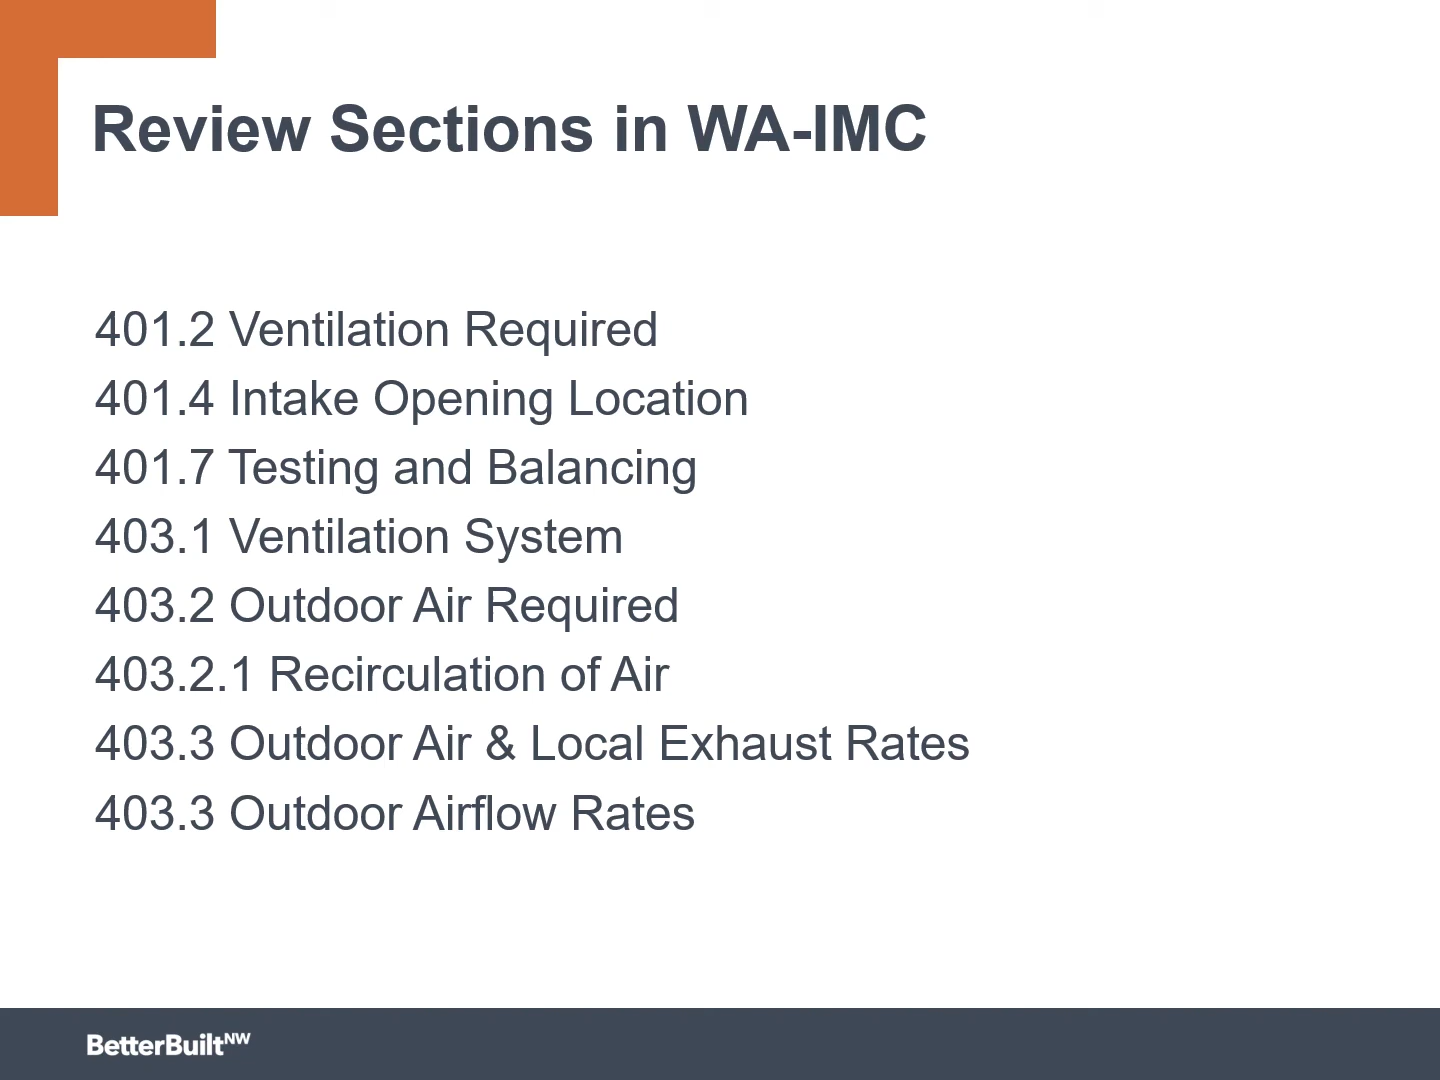 Review Sections in WA-IMC
401.2 Ventilation Required
401.4 Intake Opening Location
401.7 Testing and Balancing
403.1 Ventilation System
403.2 Outdoor Air Required
403.2.1 Recirculation of Air
403.3 Outdoor Air & Local Exhaust Rates
403.3 Outdoor Airflow Rates
BetterBuiltNW